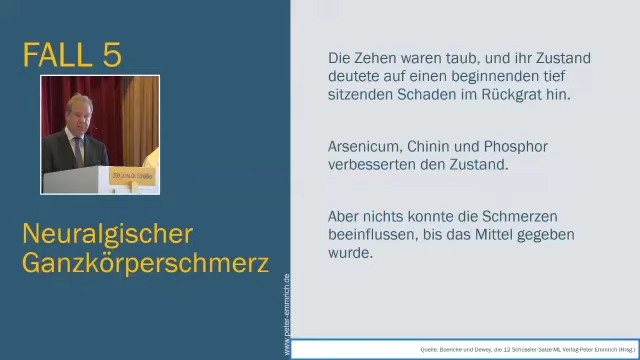 FALL 5
Neuralgischer
Ganzkörperschmerz
www.peter-emmrich.de
Die Zehen waren taub, und ihr Zustand
deutete auf einen beginnenden tief
sitzenden Schaden im Rückgrat hin.
Arsenicum, Chinin und Phosphor
verbesserten den Zustand.
Aber nichts konnte die Schmerzen
beeinflussen, bis das Mittel gegeben
wurde.
Quelle: Boericke und Dewey, die 12 Schüssler Salze-ML Verlag-Peter Emmrich (Hrsg.)